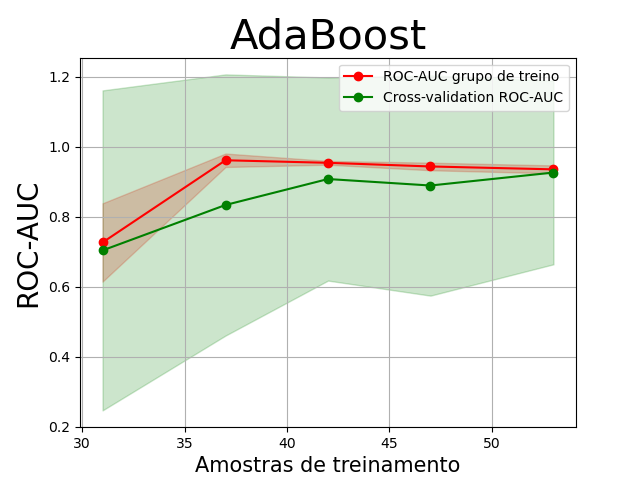 AdaBoost
ROC-AUC grupo de treino
Cross-validation ROC-AUC
ROC-AUC
1.2
1.0
0.8
0.6
0.4
0.2
30 35 40 45 50
Amostras de treinamento